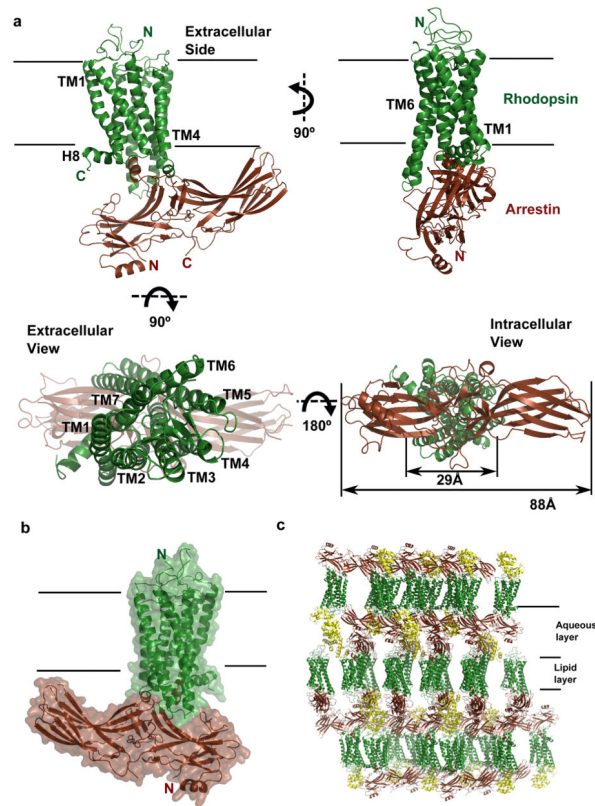 a
N
Extracellular
Side
TM1
TM4
H8
C
N
C
90º
N
TM6
Rhodopsin
TM1
Arrestin
N
90º
Extracellular
View
TM6
TM7
TM5
TM1
TM4
TM2
TM3
180º
Intracellular
View
29Å
88Å
b
N
N
c
Aqueous
layer
Lipid
layer